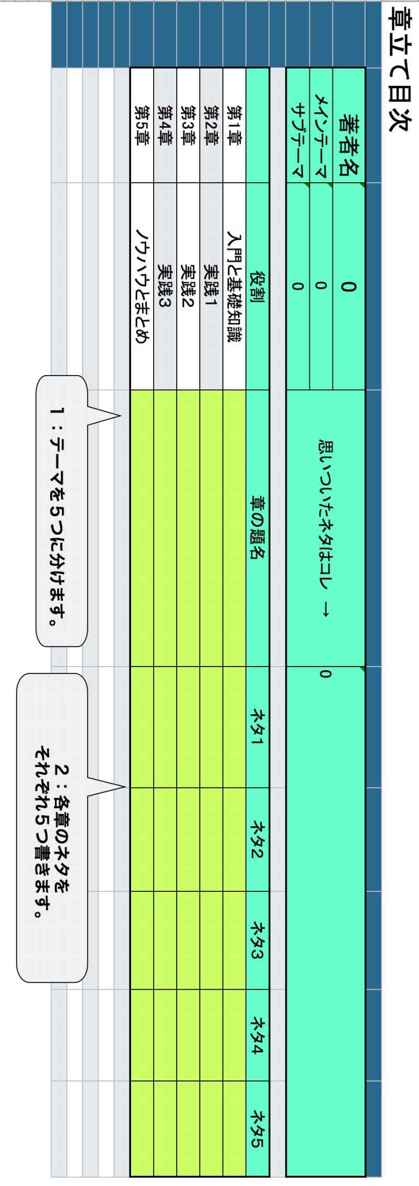 章立て目次
著者名 0
メインテーマ 0
サブテーマ 0
思いついたネタはコレ → 0
役割 章の題名 ネタ1 ネタ2 ネタ3 ネタ4 ネタ5
第1章 入門と基礎知識
第2章 実践1
第3章 実践2
第4章 実践3
第5章 ノウハウとまとめ
1：テーマを5つに分けます。
2：各章のネタを
それぞれ5つ書きます。